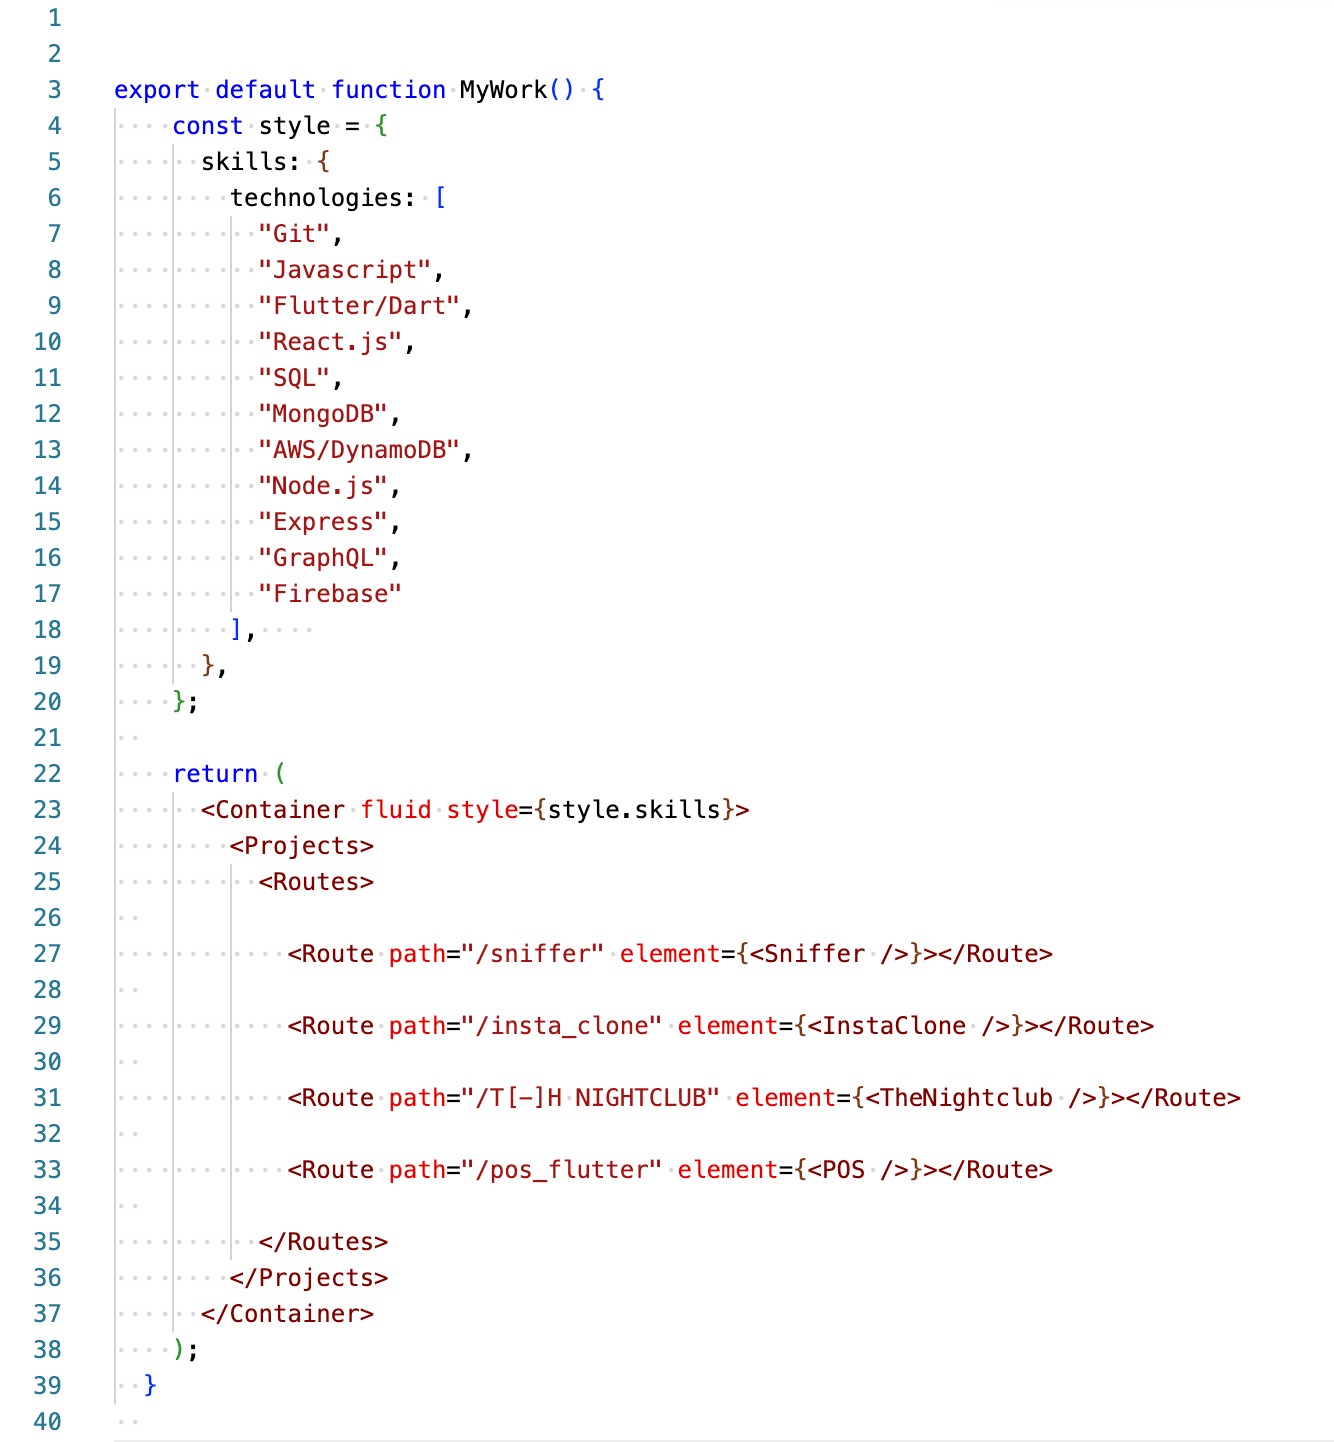 1
2
3 export default function MyWork() {
4 const style = {
5 skills: {
6 technologies: [
7 "Git",
8 "Javascript",
9 "Flutter/Dart",
10 "React.js",
11 "SQL",
12 "MongoDB",
13 "AWS/DynamoDB",
14 "Node.js",
15 "Express",
16 "GraphQL",
17 "Firebase"
18 ],
19 },
20 };
21
22 return (
23 <Container fluid style={style.skills}>
24 <Projects>
25 <Routes>
26
27 <Route path="/sniffer" element={<Sniffer />}></Route>
28
29 <Route path="/insta_clone" element={<InstaClone />}></Route>
30
31 <Route path="/T[-]H NIGHTCLUB" element={<TheNightclub />}></Route>
32
33 <Route path="/pos_flutter" element={<POS />}></Route>
34
35 </Routes>
36 </Projects>
37 </Container>
38 );
39 }
40